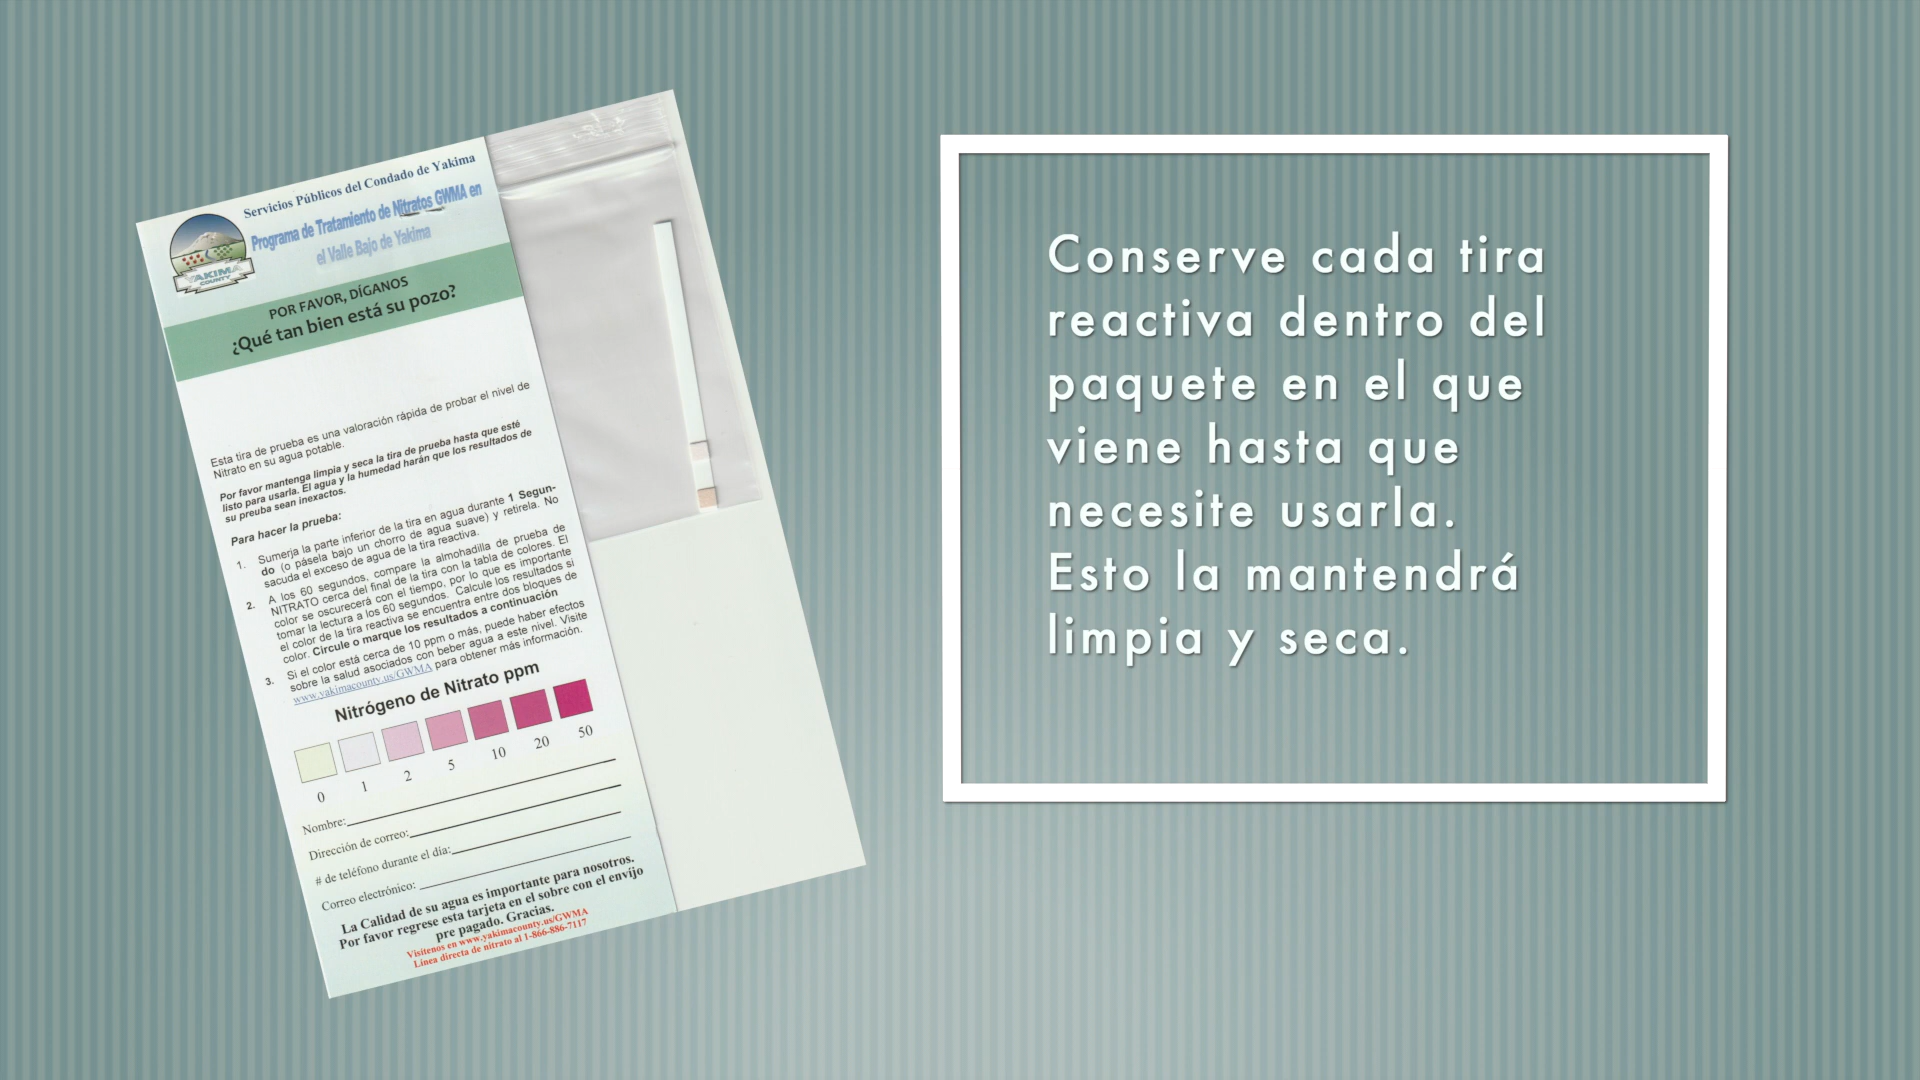 Servicios Públicos del Condado de Yakima
Programa de Tratamiento de Nitratos GWMA en
el Valle Bajo de Yakima
YAKIMA
COUNTY
POR FAVOR, DÍGANOS
¿Qué tan bien está su pozo?
Esta tira de prueba es una valoración rápida de probar el nivel de
Nitrato en su agua potable.
Por favor mantenga limpia y seca la tira de prueba hasta que esté
listo para usarla. El agua y la humedad harán que los resultados de
su preuba sean inexactos.
Para hacer la prueba:
1. Sumerja la parte inferior de la tira en agua durante 1 Segun-
do (o pásela bajo un chorro de agua suave) y retirela. No
sacuda el exceso de agua de la tira reactiva.
2. A los 60 segundos, compare la almohadilla de prueba de
NITRATO cerca del final de la tira con la tabla de colores. El
color se oscurecerá con el tiempo, por lo que es importante
tomar la lectura a los 60 segundos. Calcule los resultados si
el color de la tira reactiva se encuentra entre dos bloques de
color. Circule o marque los resultados a continuación
3. Si el color está cerca de 10 ppm o más, puede haber efectos
sobre la salud asociados con beber agua a este nivel. Visite
www.yakimacounty.us/GWMA para obtener más información.
Nitrógeno de Nitrato ppm
0 1 2 5 10 20 50
Nombre:
Dirección de correo:
# de teléfono durante el día:
Correo electrónico:
La Calidad de su agua es importante para nosotros.
Por favor regrese esta tarjeta en el sobre con el envijo
pre pagado. Gracias.
Visítenos en www.yakimacounty.us/GWMA
Línea directa de nitrato al 1-866-886-7117
Conserve cada tira
reactiva dentro del
paquete en el que
viene hasta que
necesite usarla.
Esto la mantendrá
limpia y seca.